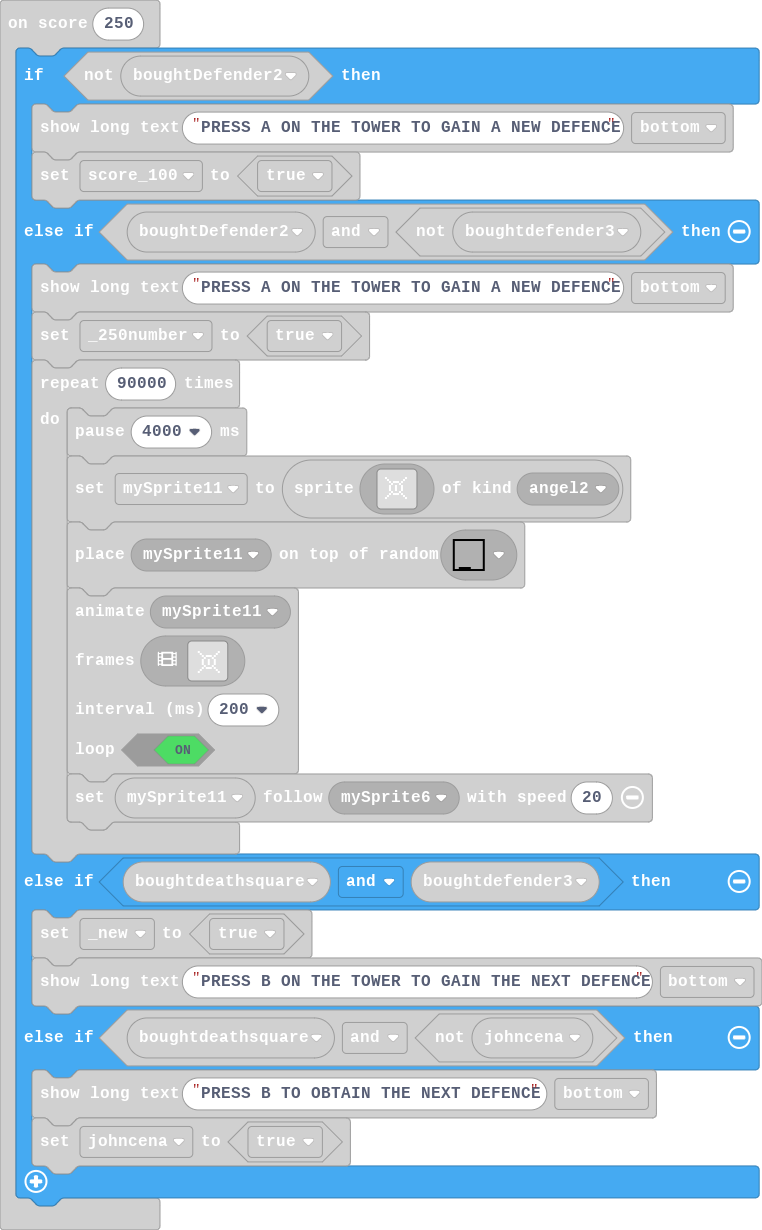 on score 250
if not boughtDefender2 then
show long text "PRESS A ON THE TOWER TO GAIN A NEW DEFENCE" bottom
set score_100 to true
else if boughtDefender2 and not boughtdefender3 then
show long text "PRESS A ON THE TOWER TO GAIN A NEW DEFENCE" bottom
set _250number to true
repeat 90000 times
do
pause 4000 ms
set mySprite11 to sprite of kind angel2
place mySprite11 on top of random
animate mySprite11
frames
interval (ms) 200
loop ON
set mySprite11 follow mySprite6 with speed 20
else if boughtdeathsquare and boughtdefender3 then
set _new to true
show long text "PRESS B ON THE TOWER TO GAIN THE NEXT DEFENCE" bottom
else if boughtdeathsquare and not johncena then
show long text "PRESS B TO OBTAIN THE NEXT DEFENCE" bottom
set johncena to true